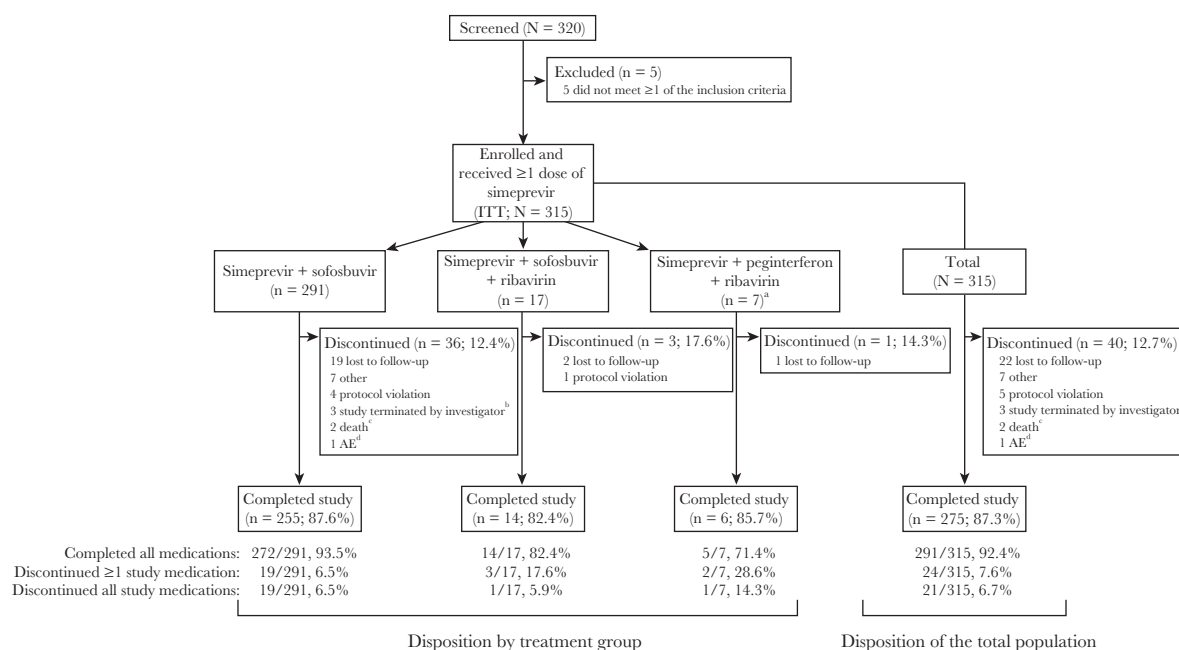 Screened (N = 320)
Excluded (n = 5)
5 did not meet ≥1 of the inclusion criteria
Enrolled and
received ≥1 dose of
simeprevir
(ITT; N = 315)
Simeprevir + sofosbuvir
(n = 291)
Simeprevir + sofosbuvir
+ ribavirin
(n = 17)
Simeprevir + peginterferon
+ ribavirin
(n = 7)a
Total
(N = 315)
Discontinued (n = 36; 12.4%)
19 lost to follow-up
7 other
4 protocol violation
3 study terminated by investigatorb
2 deathc
1 AEd
Discontinued (n = 3; 17.6%)
2 lost to follow-up
1 protocol violation
Discontinued (n = 1; 14.3%)
1 lost to follow-up
Discontinued (n = 40; 12.7%)
22 lost to follow-up
7 other
5 protocol violation
3 study terminated by investigator
2 deathc
1 AEd
Completed study
(n = 255; 87.6%)
Completed study
(n = 14; 82.4%)
Completed study
(n = 6; 85.7%)
Completed study
(n = 275; 87.3%)
Completed all medications: 272/291, 93.5% 14/17, 82.4% 5/7, 71.4% 291/315, 92.4%
Discontinued ≥1 study medication: 19/291, 6.5% 3/17, 17.6% 2/7, 28.6% 24/315, 7.6%
Discontinued all study medications: 19/291, 6.5% 1/17, 5.9% 1/7, 14.3% 21/315, 6.7%
Disposition by treatment group
Disposition of the total population